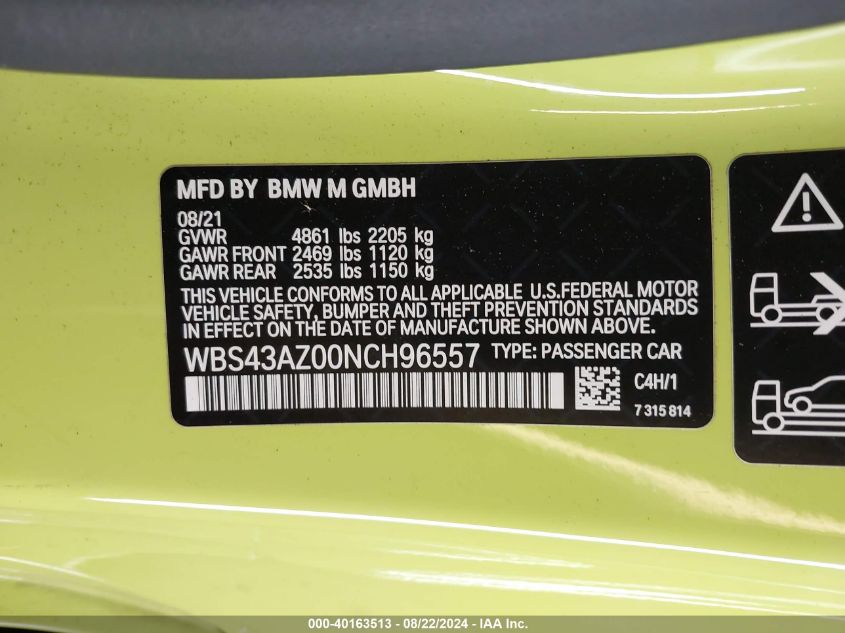 MFD BY BMW M GMBH
08/21
GVWR 4861 lbs 2205 kg
GAWR FRONT 2469 lbs 1120 kg
GAWR REAR 2535 lbs 1150 kg
THIS VEHICLE CONFORMS TO ALL APPLICABLE U.S.FEDERAL MOTOR
VEHICLE SAFETY, BUMPER AND THEFT PREVENTION STANDARDS
IN EFFECT ON THE DATE OF MANUFACTURE SHOWN ABOVE.
WBS43AZ00NCH96557 TYPE: PASSENGER CAR
C4H/1
7 315 814
000-40163513 - 08/22/2024 - IAA Inc.